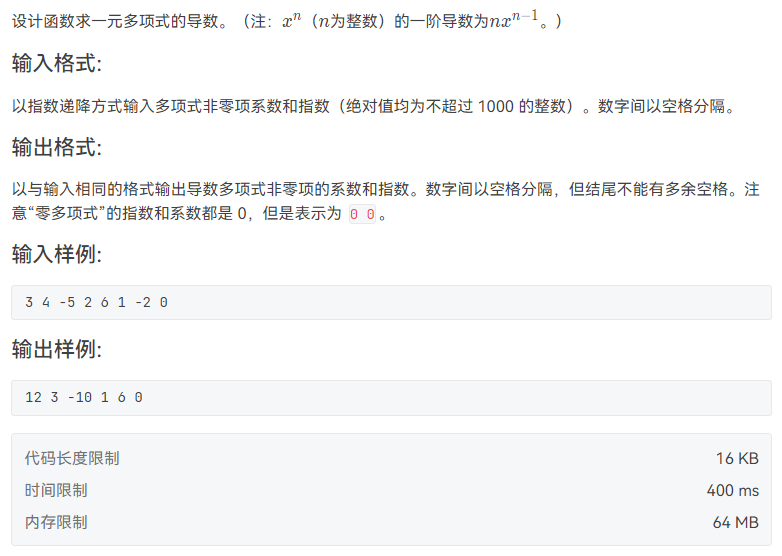 设计函数求一元多项式的导数。（注：xⁿ（n为整数）的一阶导数为nxⁿ⁻¹。）
输入格式:
以指数递降方式输入多项式非零项系数和指数（绝对值均为不超过 1000 的整数）。数字间以空格分隔。
输出格式:
以与输入相同的格式输出导数多项式非零项的系数和指数。数字间以空格分隔，但结尾不能有多余空格。注
意“零多项式”的指数和系数都是 0，但是表示为 0 0 。
输入样例:
3 4 -5 2 6 1 -2 0
输出样例:
12 3 -10 1 6 0
代码长度限制 16 KB
时间限制 400 ms
内存限制 64 MB